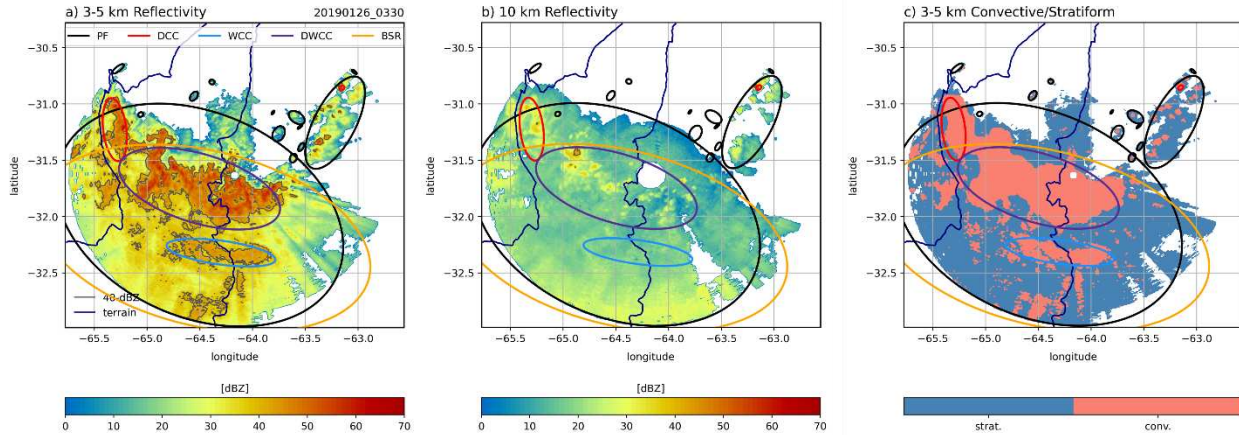 a) 3-5 km Reflectivity 20190126_0330
PF DCC WCC DWCC BSR
−30.5
−31.0
−31.5
−32.0
−32.5
latitude
40-dBZ
terrain
−65.5 −65.0 −64.5 −64.0 −63.5 −63.0
longitude
[dBZ]
0 10 20 30 40 50 60 70
b) 10 km Reflectivity
−30.5
−31.0
−31.5
−32.0
−32.5
latitude
−65.5 −65.0 −64.5 −64.0 −63.5 −63.0
longitude
[dBZ]
0 10 20 30 40 50 60 70
c) 3-5 km Convective/Stratiform
−30.5
−31.0
−31.5
−32.0
−32.5
latitude
−65.5 −65.0 −64.5 −64.0 −63.5 −63.0
longitude
strat. conv.